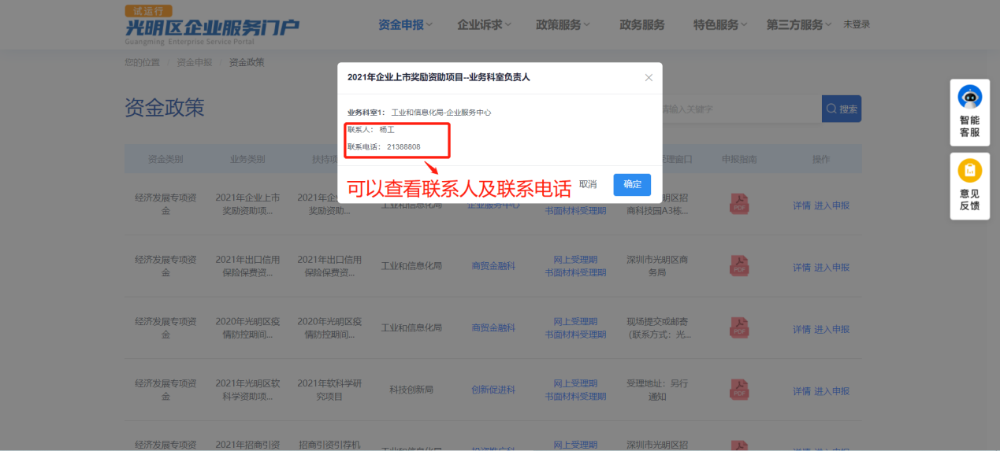 试运行
光明区企业服务门户
Guangming Enterprise Service Portal
资金申报 企业诉求 政策服务 政务服务 特色服务 第三方服务 未登录
您的位置 / 资金申报 / 资金政策
资金政策
请输入关键字
搜索
2021年企业上市奖励资助项目--业务科室负责人
业务科室1： 工业和信息化局-企业服务中心
联系人： 杨工
联系电话： 21388808
可以查看联系人及联系电话
取消
确定
智能
客服
意见
反馈
资金类别 业务类别 扶持项 理窗口 申报指南 操作
经济发展专项资金 2021年企业上市奖励资助项... 2021年企 奖励资助... 工业和信息化局 企业服务中心 书面材料受理期 明区招商科技园A3栋... PDF 详情 进入申报
经济发展专项资金 2021年出口信用保险保费资... 2021年出口信用保险保费资... 工业和信息化局 商贸金融科 网上受理期 书面材料受理期 深圳市光明区商务局 PDF 详情 进入申报
经济发展专项资金 2020年光明区疫情防控期间... 2020年光明区疫情防控期间... 工业和信息化局 商贸金融科 网上受理期 书面材料受理期 现场提交或邮寄(联系方式：光... PDF 详情 进入申报
经济发展专项资金 2021年光明区软科学资助项... 2021年软科学研究项目 科技创新局 创新促进科 网上受理期 书面材料受理期 受理地址：另行通知 PDF 详情 进入申报
经济发展专项资 2021年招商引资 招商引资引荐机 工业和信息化局 投资推广科 网上受理期 深圳市光明区招 详情 进入申报